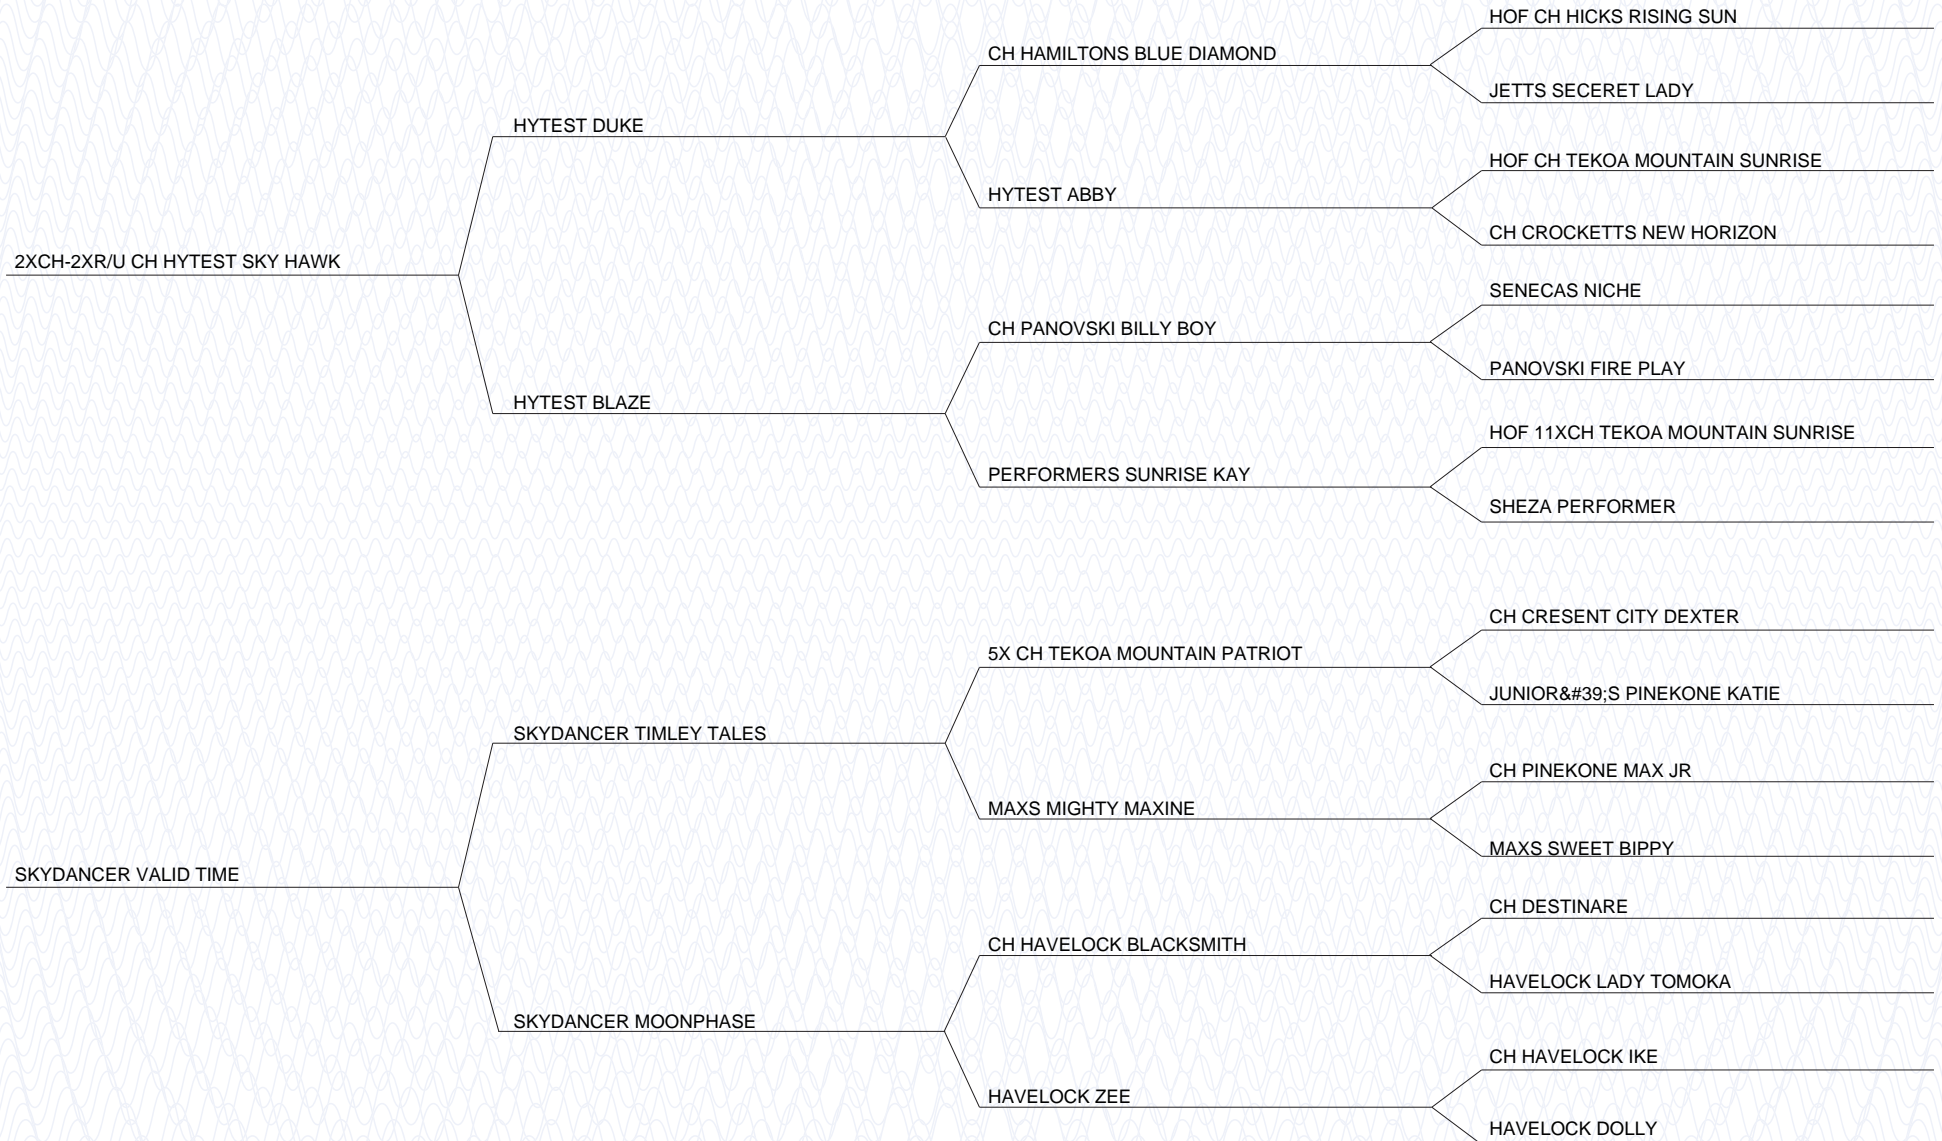 HOF CH HICKS RISING SUN
CH HAMILTONS BLUE DIAMOND
JETTS SECERET LADY
HYTEST DUKE
HOF CH TEKOA MOUNTAIN SUNRISE
HYTEST ABBY
CH CROCKETTS NEW HORIZON
2XCH-2XR/U CH HYTEST SKY HAWK
SENECAS NICHE
CH PANOVSKI BILLY BOY
PANOVSKI FIRE PLAY
HYTEST BLAZE
HOF 11XCH TEKOA MOUNTAIN SUNRISE
PERFORMERS SUNRISE KAY
SHEZA PERFORMER
CH CRESENT CITY DEXTER
5X CH TEKOA MOUNTAIN PATRIOT
JUNIOR&#39;S PINEKONE KATIE
SKYDANCER TIMLEY TALES
CH PINEKONE MAX JR
MAXS MIGHTY MAXINE
MAXS SWEET BIPPY
SKYDANCER VALID TIME
CH DESTINARE
CH HAVELOCK BLACKSMITH
HAVELOCK LADY TOMOKA
SKYDANCER MOONPHASE
CH HAVELOCK IKE
HAVELOCK ZEE
HAVELOCK DOLLY